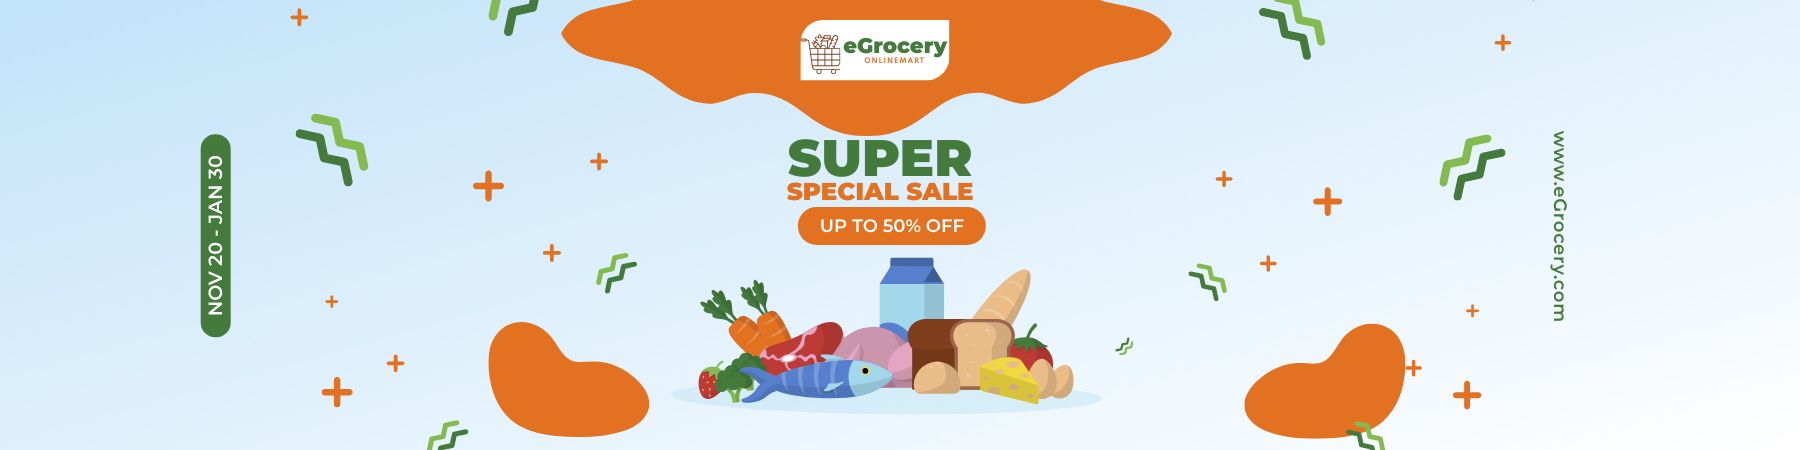 eGrocery
ONLINEMART
SUPER
SPECIAL SALE
UP TO 50% OFF
NOV 20 - JAN 30
www.eGrocery.com